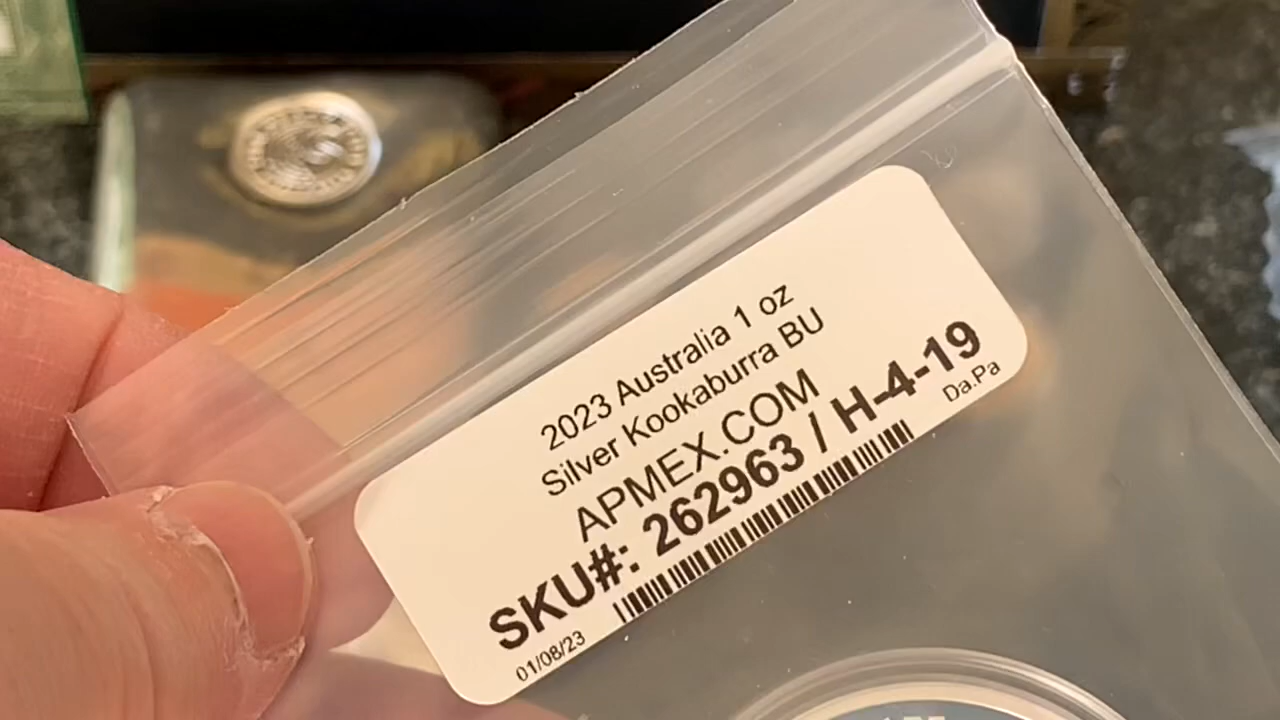 2023 Australia 1 oz
Silver Kookaburra BU
APMEX.COM
SKU#: 262963 / H-4-19
01/08/23
Da.Pa